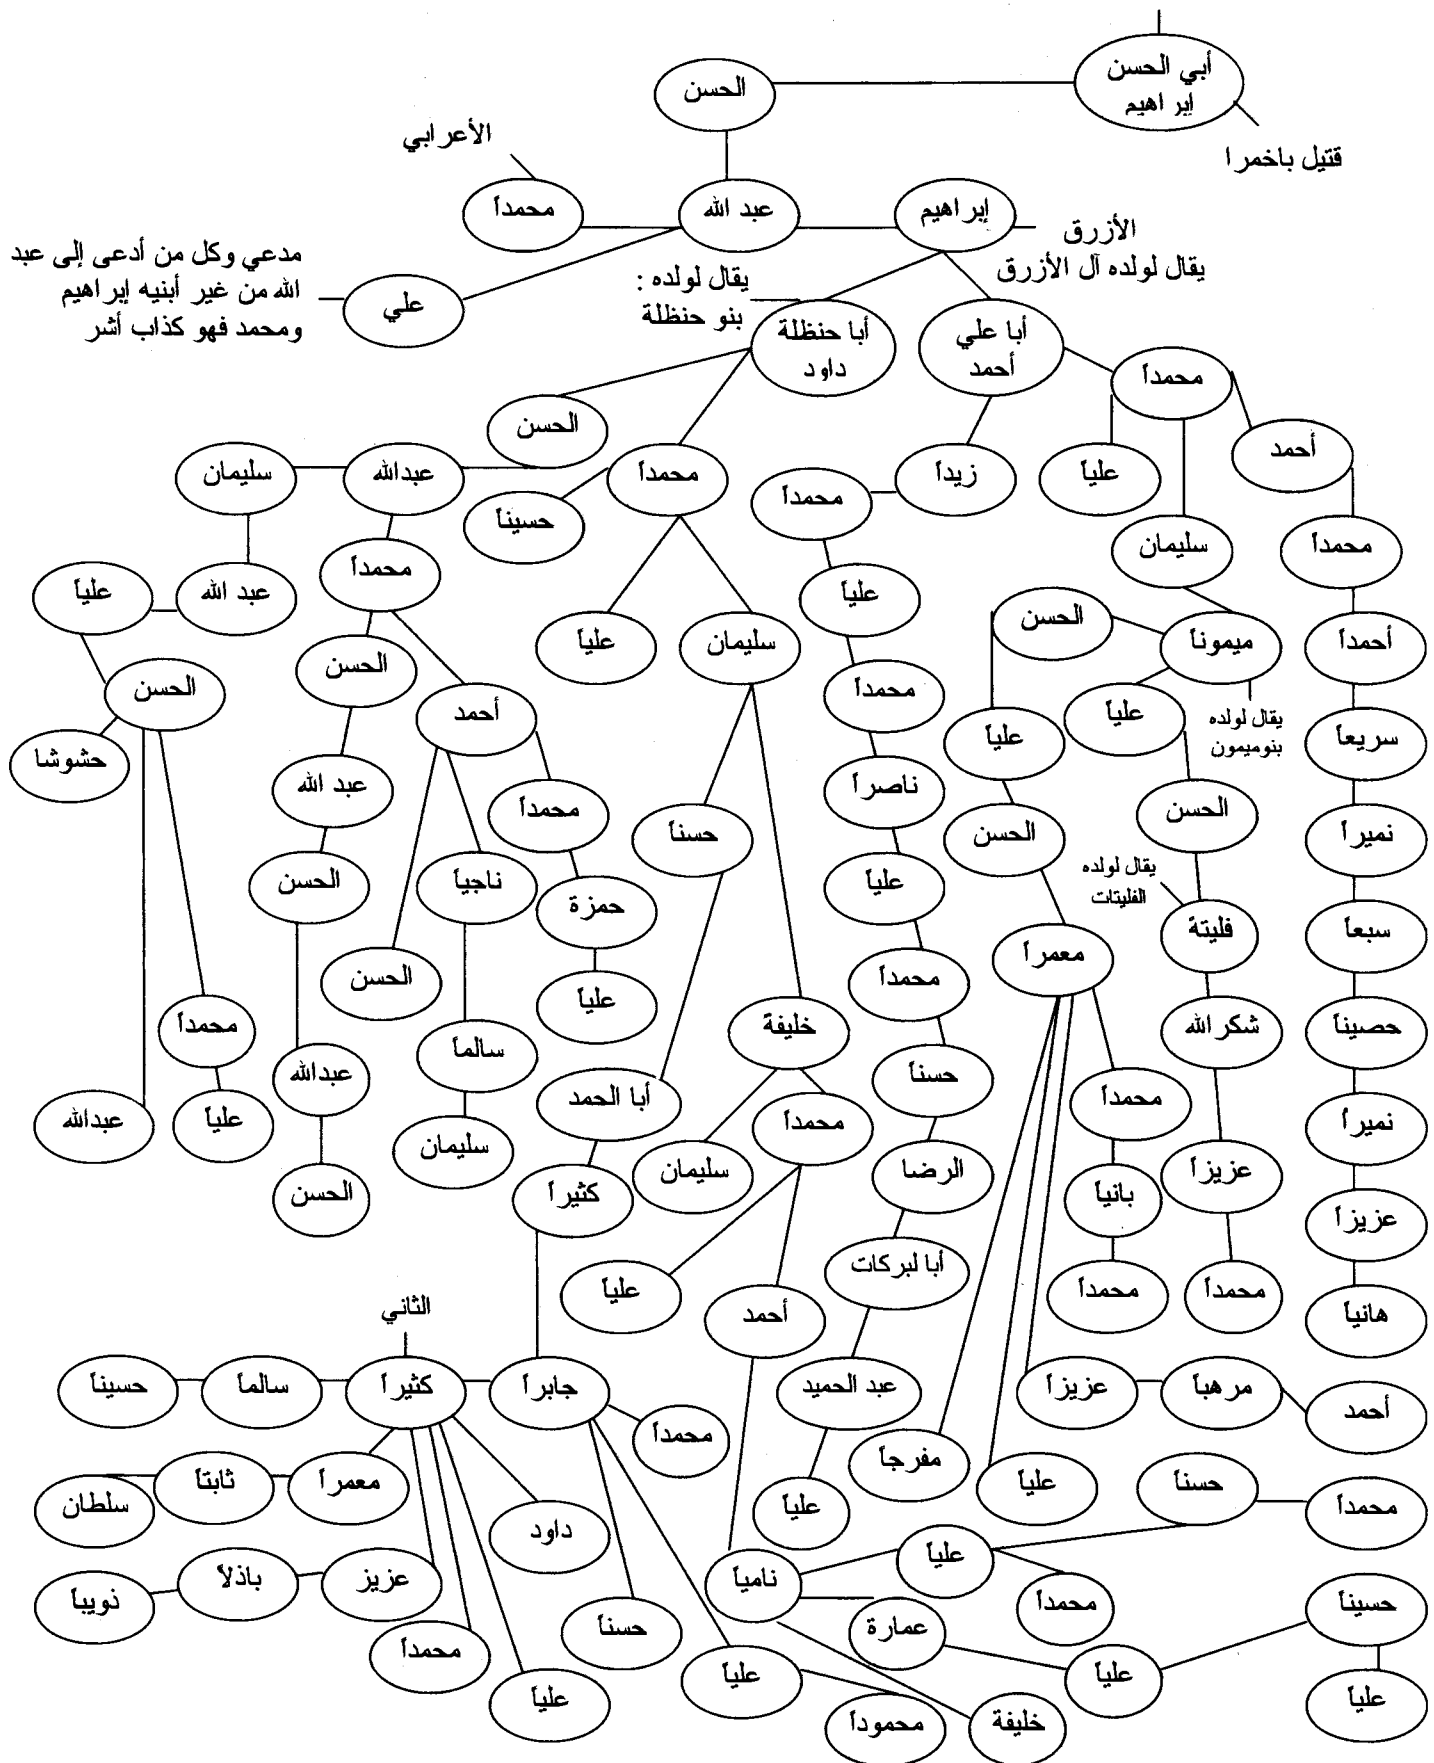 أبي الحسن
إبراهيم
الحسن
قتيل باخمرا
الأعرابي
إبراهيم
عبد الله
محمداً
الأزرق
يقال لولده آل الأزرق
مدعي وكل من أدعى إلى عبد
الله من غير أبنيه إبراهيم
ومحمد فهو كذاب أشر
علي
يقال لولده :
بنو حنظلة
أبا حنظلة
داود
أبا علي
أحمد
محمداً
أحمد
الحسن
سليمان
عبدالله
حسيناً
محمداً
محمداً
زيداً
علياً
سليمان
محمداً
علياً
عبد الله
محمداً
علياً
سليمان
علياً
الحسن
ميموناً
أحمداً
الحسن
الحسن
أحمد
محمداً
علياً
علياً
يقال لولده
بنوميمون
سريعاً
حشوشا
عبد الله
محمداً
حسناً
ناصراً
الحسن
الحسن
نميراً
الحسن
ناجياً
حمزة
علياً
يقال لولده
الفليتات
فليتة
سبعاً
الحسن
علياً
محمداً
معمراً
محمداً
سالماً
خليفة
شكر الله
حصيناً
عبدالله
علياً
عبدالله
سليمان
أبا الحمد
محمداً
حسناً
محمداً
نميراً
الحسن
كثيراً
سليمان
الرضا
بانياً
عزيزاً
عزيزاً
علياً
أحمد
أبا لبركات
محمداً
محمداً
هانياً
الثاني
حسيناً
سالماً
كثيراً
جابراً
محمداً
عبد الحميد
عزيزاً
مرهباً
أحمد
سلطان
ثابتاً
معمراً
داود
علياً
مفرجاً
علياً
حسناً
محمداً
ذويباً
باذلاً
عزيز
نامياً
علياً
محمداً
حسيناً
محمداً
علياً
حسناً
علياً
عمارة
علياً
علياً
محموداً
خليفة